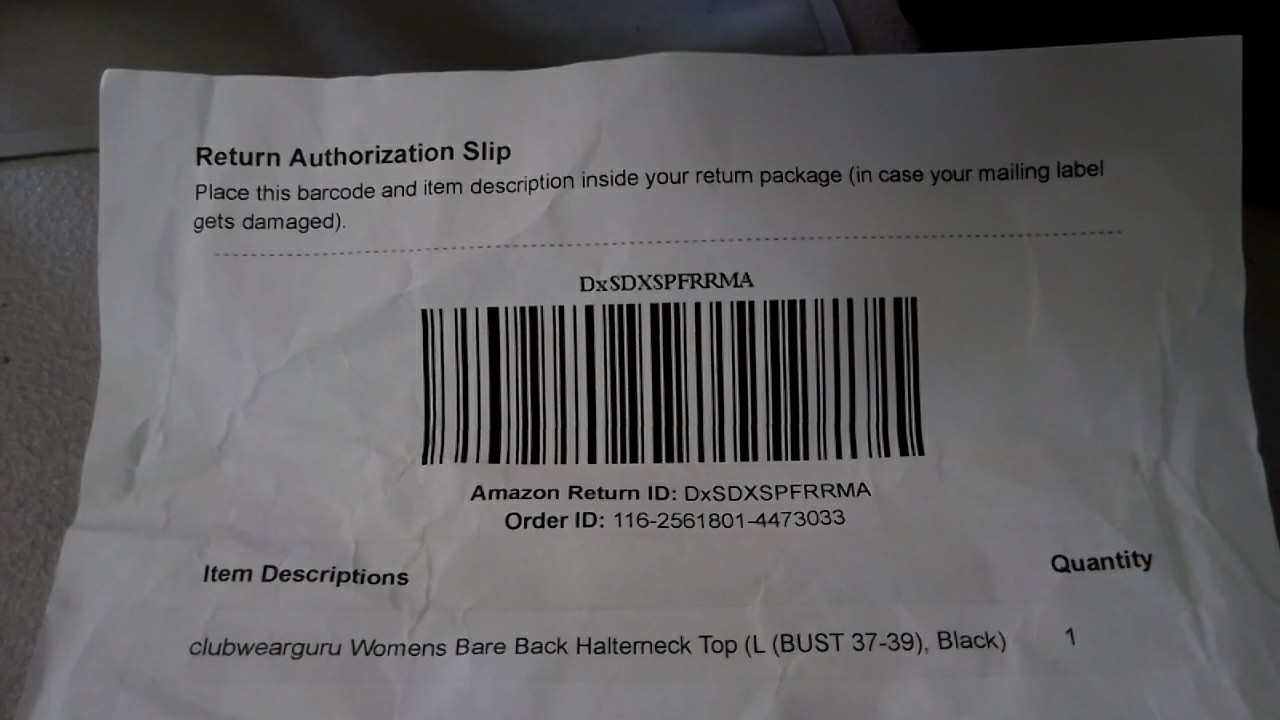 Return Authorization Slip
Place this barcode and item description inside your return package (in case your mailing label
gets damaged).
DxSDXSPFRRMA
Amazon Return ID: DxSDXSPFRRMA
Order ID: 116-2561801-4473033
Item Descriptions Quantity
clubwearguru Womens Bare Back Halterneck Top (L (BUST 37-39), Black) 1